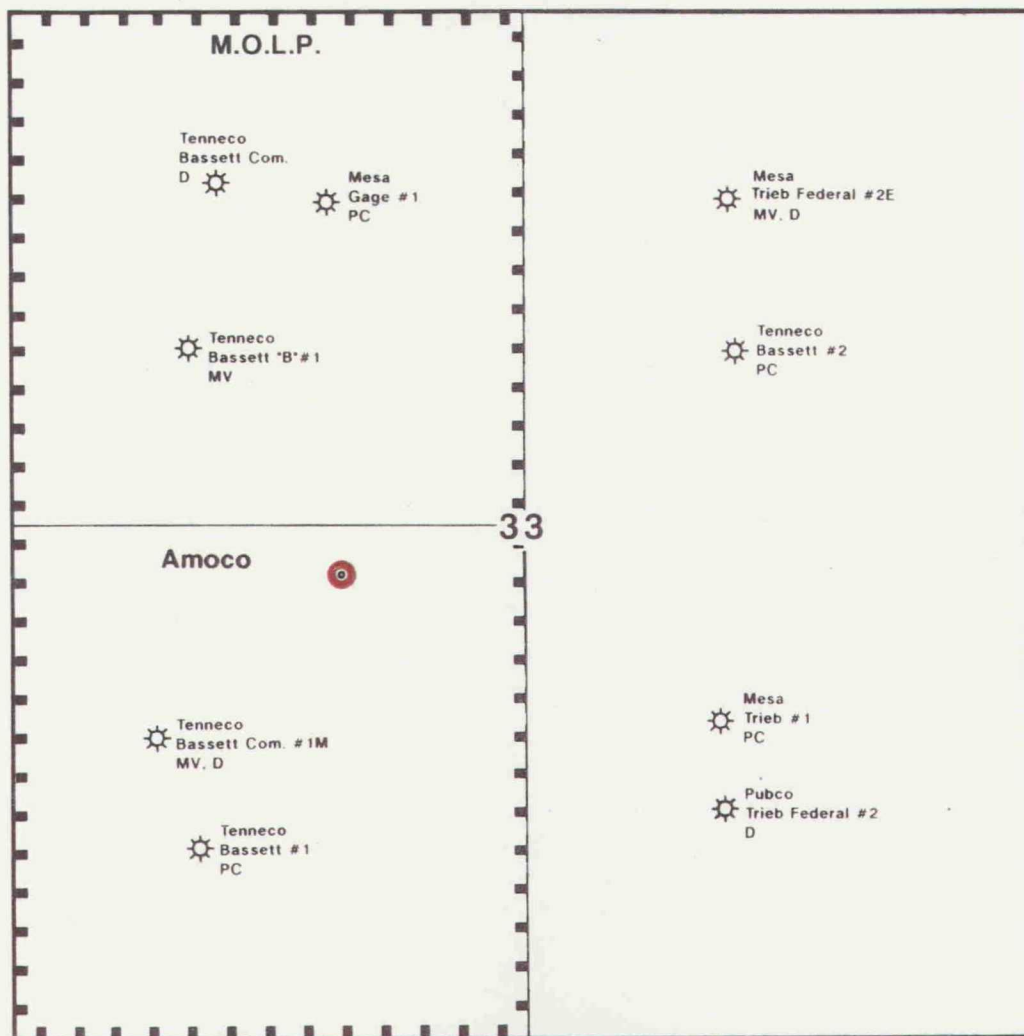 M.O.L.P.
Tenneco
Bassett Com.
D
Mesa
Gage #1
PC
Tenneco
Bassett "B"#1
MV
Mesa
Trieb Federal #2E
MV, D
Tenneco
Bassett #2
PC
33
Amoco
Tenneco
Bassett Com. #1M
MV, D
Tenneco
Bassett #1
PC
Mesa
Trieb #1
PC
Pubco
Trieb Federal #2
D